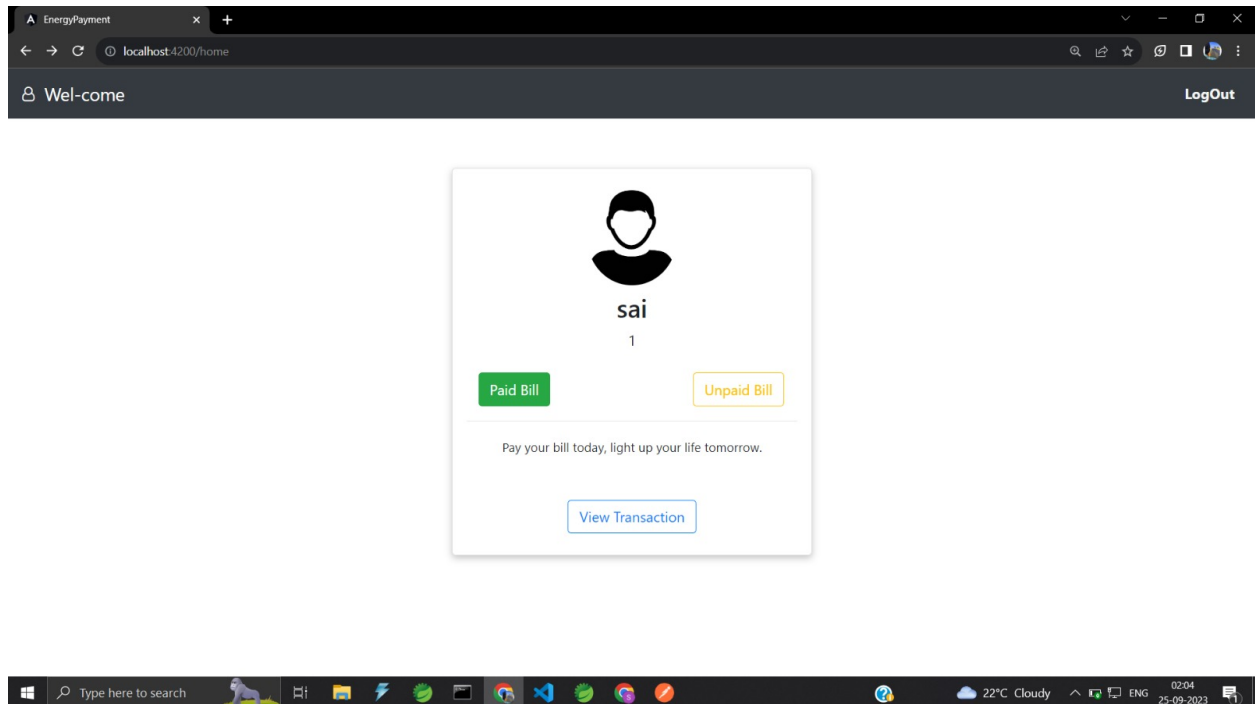 EnergyPayment
localhost:4200/home
Wel-come
LogOut
sai
1
Paid Bill
Unpaid Bill
Pay your bill today, light up your life tomorrow.
View Transaction
Type here to search
22°C Cloudy
ENG
02:04
25-09-2023